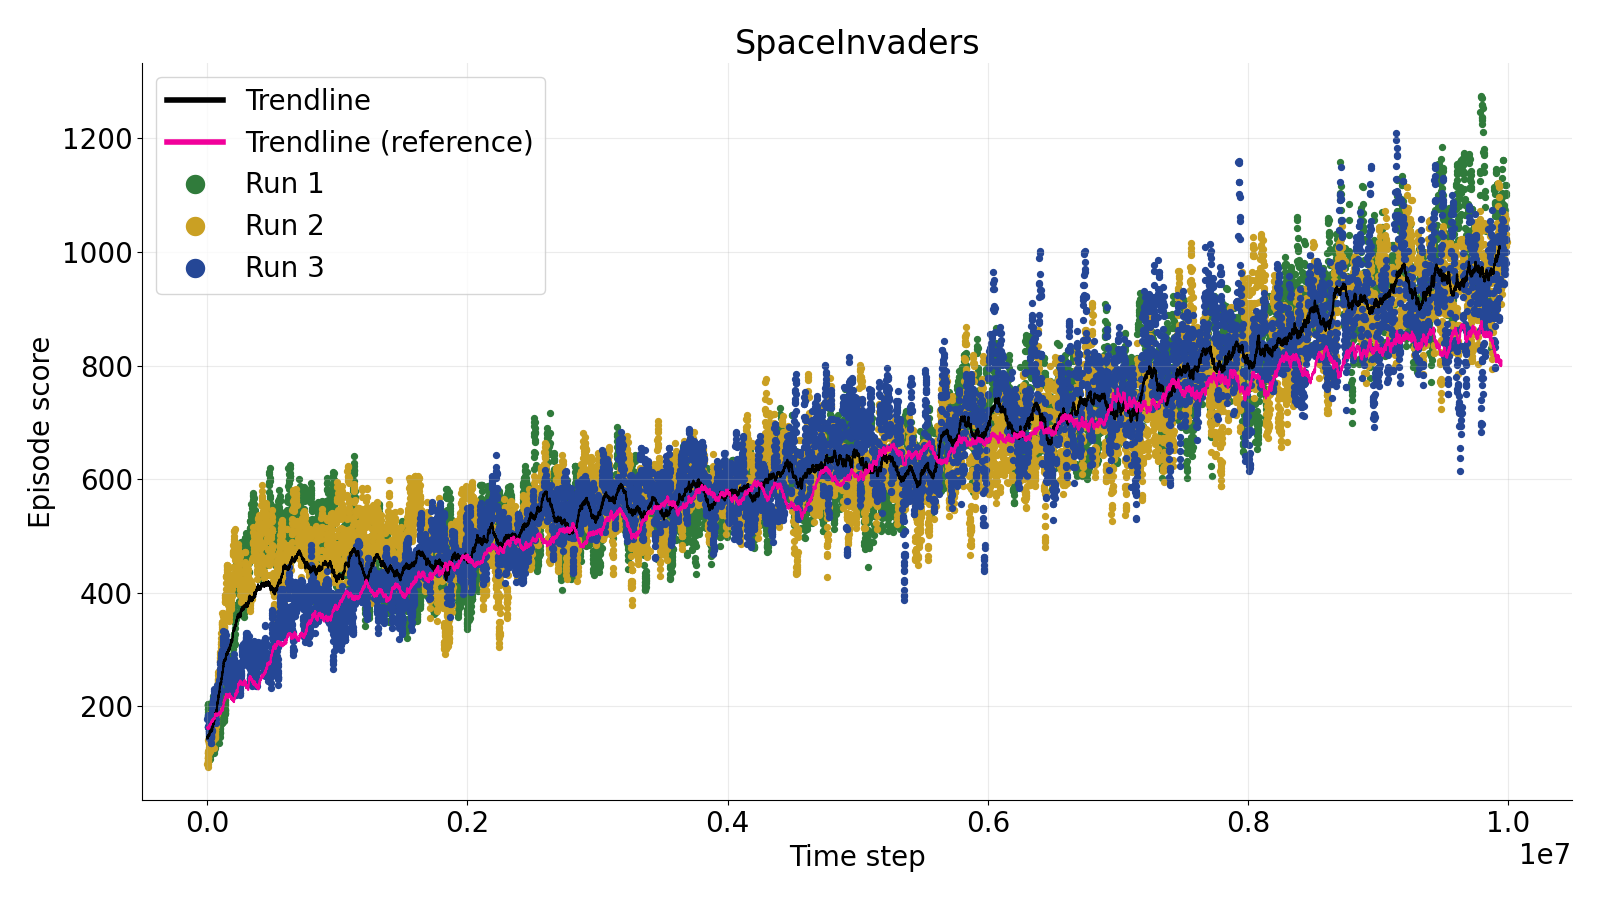 SpaceInvaders
Trendline
Trendline (reference)
Run 1
Run 2
Run 3
1200
1000
800
600
400
200
Episode score
0.0 0.2 0.4 0.6 0.8 1.0
Time step
1e7